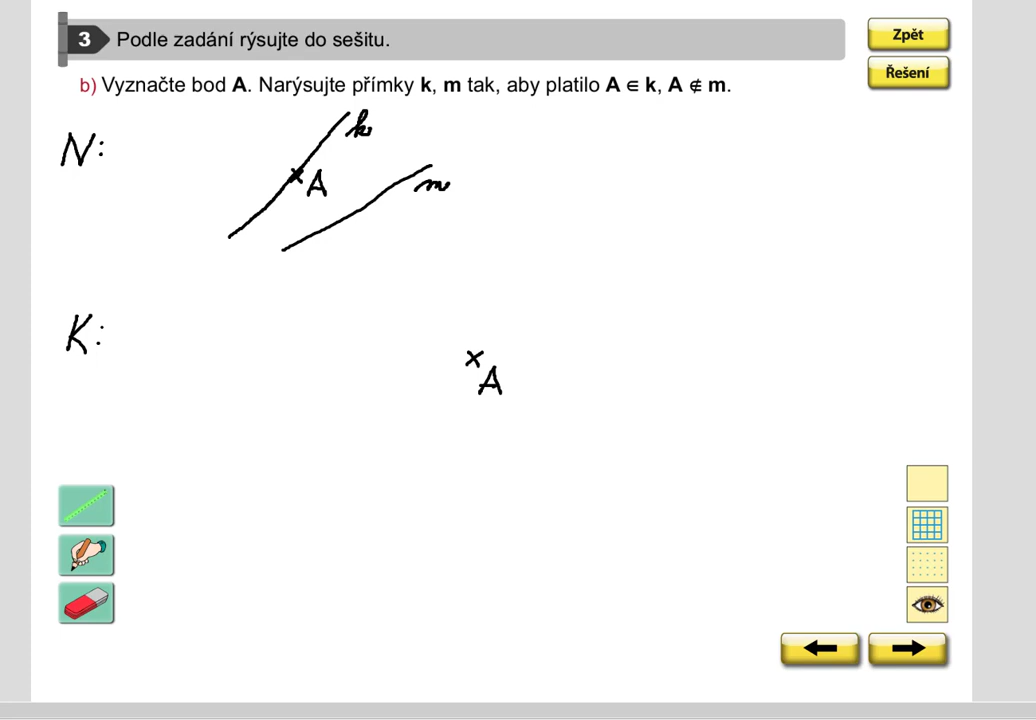 3 Podle zadání rýsujte do sešitu.
Zpět
Řešení
b) Vyznačte bod A. Narýsujte přímky k, m tak, aby platilo A ∈ k, A ∉ m.
N:
k
A
m
K:
A